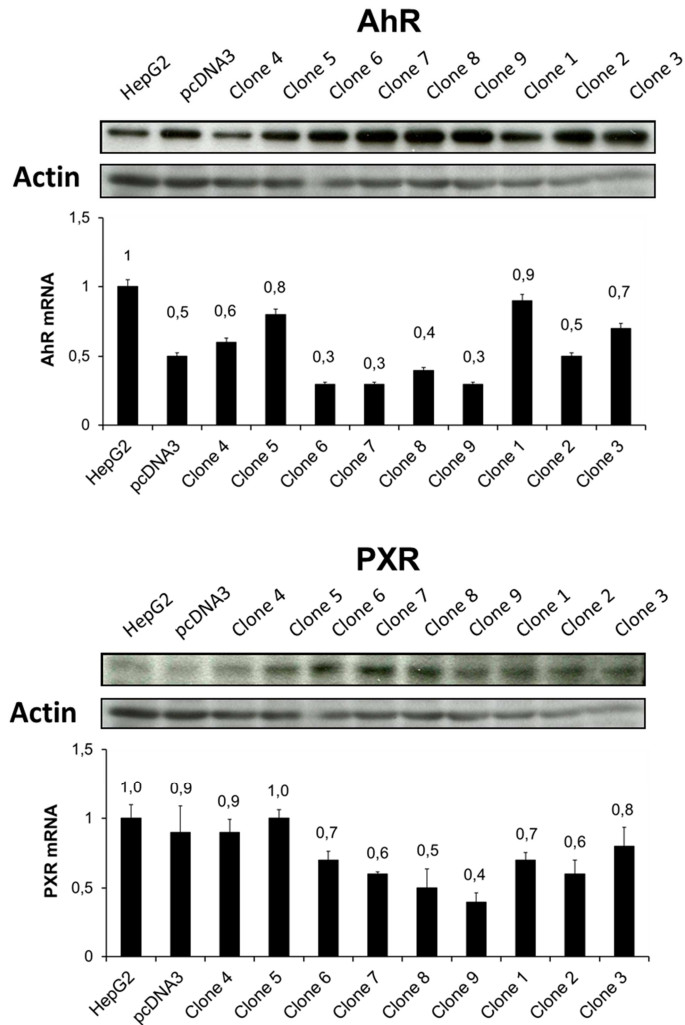 AhR
HepG2 pcDNA3 Clone 4 Clone 5 Clone 6 Clone 7 Clone 8 Clone 9 Clone 1 Clone 2 Clone 3
Actin
AhR mRNA
1,5
1
0,5
0
1 0,5 0,6 0,8 0,3 0,3 0,4 0,3 0,9 0,5 0,7
HepG2 pcDNA3 Clone 4 Clone 5 Clone 6 Clone 7 Clone 8 Clone 9 Clone 1 Clone 2 Clone 3
PXR
HepG2 pcDNA3 Clone 4 Clone 5 Clone 6 Clone 7 Clone 8 Clone 9 Clone 1 Clone 2 Clone 3
Actin
PXR mRNA
1,5
1
0,5
0
1,0 0,9 0,9 1,0 0,7 0,6 0,5 0,4 0,7 0,6 0,8
HepG2 pcDNA3 Clone 4 Clone 5 Clone 6 Clone 7 Clone 8 Clone 9 Clone 1 Clone 2 Clone 3